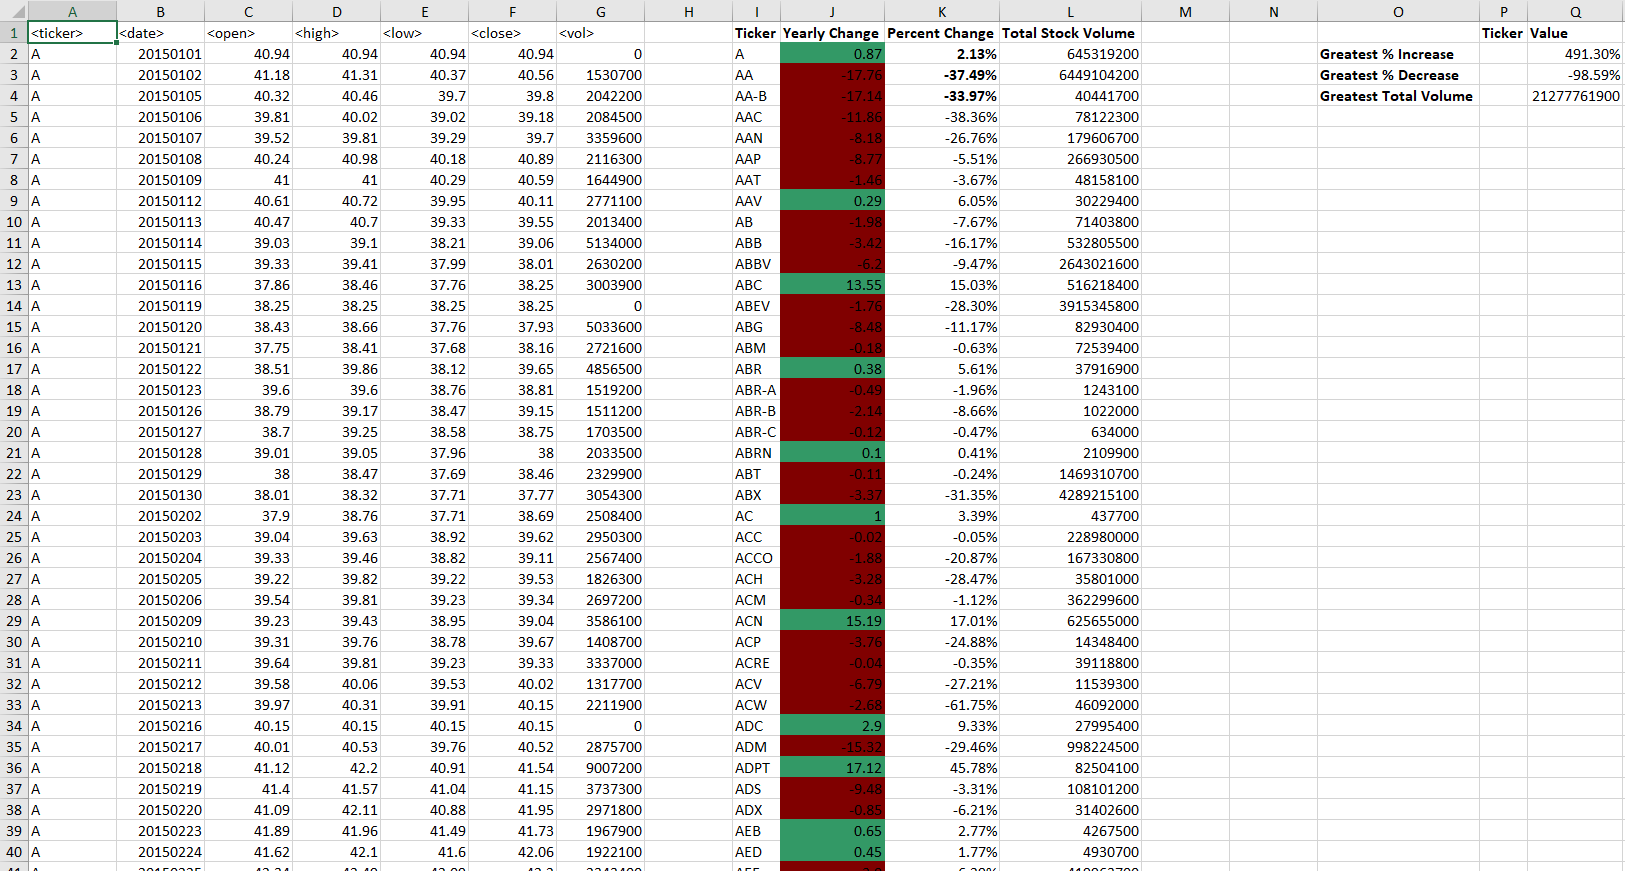 A B C D E F G H I J K L M N O P Q
1 <ticker> <date> <open> <high> <low> <close> <vol> Ticker Yearly Change Percent Change Total Stock Volume Ticker Value
2 A 20150101 40.94 40.94 40.94 40.94 0 A 0.87 2.13% 645319200 Greatest % Increase 491.30%
3 A 20150102 41.18 41.31 40.37 40.56 1530700 AA -17.76 -37.49% 6449104200 Greatest % Decrease -98.59%
4 A 20150105 40.32 40.46 39.7 39.8 2042200 AA-B -17.14 -33.97% 40441700 Greatest Total Volume 21277761900
5 A 20150106 39.81 40.02 39.02 39.18 2084500 AAC -11.86 -38.36% 78122300
6 A 20150107 39.52 39.81 39.29 39.7 3359600 AAN -8.18 -26.76% 179606700
7 A 20150108 40.24 40.98 40.18 40.89 2116300 AAP -8.77 -5.51% 266930500
8 A 20150109 41 41 40.29 40.59 1644900 AAT -1.46 -3.67% 48158100
9 A 20150112 40.61 40.72 39.95 40.11 2771100 AAV 0.29 6.05% 30229400
10 A 20150113 40.47 40.7 39.33 39.55 2013400 AB -1.98 -7.67% 71403800
11 A 20150114 39.03 39.1 38.21 39.06 5134000 ABB -3.42 -16.17% 532805500
12 A 20150115 39.33 39.41 37.99 38.01 2630200 ABBV -6.2 -9.47% 2643021600
13 A 20150116 37.86 38.46 37.76 38.25 3003900 ABC 13.55 15.03% 516218400
14 A 20150119 38.25 38.25 38.25 38.25 0 ABEV -1.76 -28.30% 3915345800
15 A 20150120 38.43 38.66 37.76 37.93 5033600 ABG -8.48 -11.17% 82930400
16 A 20150121 37.75 38.41 37.68 38.16 2721600 ABM -0.18 -0.63% 72539400
17 A 20150122 38.51 39.86 38.12 39.65 4856500 ABR 0.38 5.61% 37916900
18 A 20150123 39.6 39.6 38.76 38.81 1519200 ABR-A -0.49 -1.96% 1243100
19 A 20150126 38.79 39.17 38.47 39.15 1511200 ABR-B -2.14 -8.66% 1022000
20 A 20150127 38.7 39.25 38.58 38.75 1703500 ABR-C -0.12 -0.47% 634000
21 A 20150128 39.01 39.05 37.96 38 2033500 ABRN 0.1 0.41% 2109900
22 A 20150129 38 38.47 37.69 38.46 2329900 ABT -0.11 -0.24% 1469310700
23 A 20150130 38.01 38.32 37.71 37.77 3054300 ABX -3.37 -31.35% 4289215100
24 A 20150202 37.9 38.76 37.71 38.69 2508400 AC 1 3.39% 437700
25 A 20150203 39.04 39.63 38.92 39.62 2950300 ACC -0.02 -0.05% 228980000
26 A 20150204 39.33 39.46 38.82 39.11 2567400 ACCO -1.88 -20.87% 167330800
27 A 20150205 39.22 39.82 39.22 39.53 1826300 ACH -3.28 -28.47% 35801000
28 A 20150206 39.54 39.81 39.23 39.34 2697200 ACM -0.34 -1.12% 362299600
29 A 20150209 39.23 39.43 38.95 39.04 3586100 ACN 15.19 17.01% 625655000
30 A 20150210 39.31 39.76 38.78 39.67 1408700 ACP -3.76 -24.88% 14348400
31 A 20150211 39.64 39.81 39.23 39.33 3337000 ACRE -0.04 -0.35% 39118800
32 A 20150212 39.58 40.06 39.53 40.02 1317700 ACV -6.79 -27.21% 11539300
33 A 20150213 39.97 40.31 39.91 40.15 2211900 ACW -2.68 -61.75% 46092000
34 A 20150216 40.15 40.15 40.15 40.15 0 ADC 2.9 9.33% 27995400
35 A 20150217 40.01 40.53 39.76 40.52 2875700 ADM -15.32 -29.46% 998224500
36 A 20150218 41.12 42.2 40.91 41.54 9007200 ADPT 17.12 45.78% 82504100
37 A 20150219 41.4 41.57 41.04 41.15 3737300 ADS -9.48 -3.31% 108101200
38 A 20150220 41.09 42.11 40.88 41.95 2971800 ADX -0.85 -6.21% 31402600
39 A 20150223 41.89 41.96 41.49 41.73 1967900 AEB 0.65 2.77% 4267500
40 A 20150224 41.62 42.1 41.6 42.06 1922100 AED 0.45 1.77% 4930700